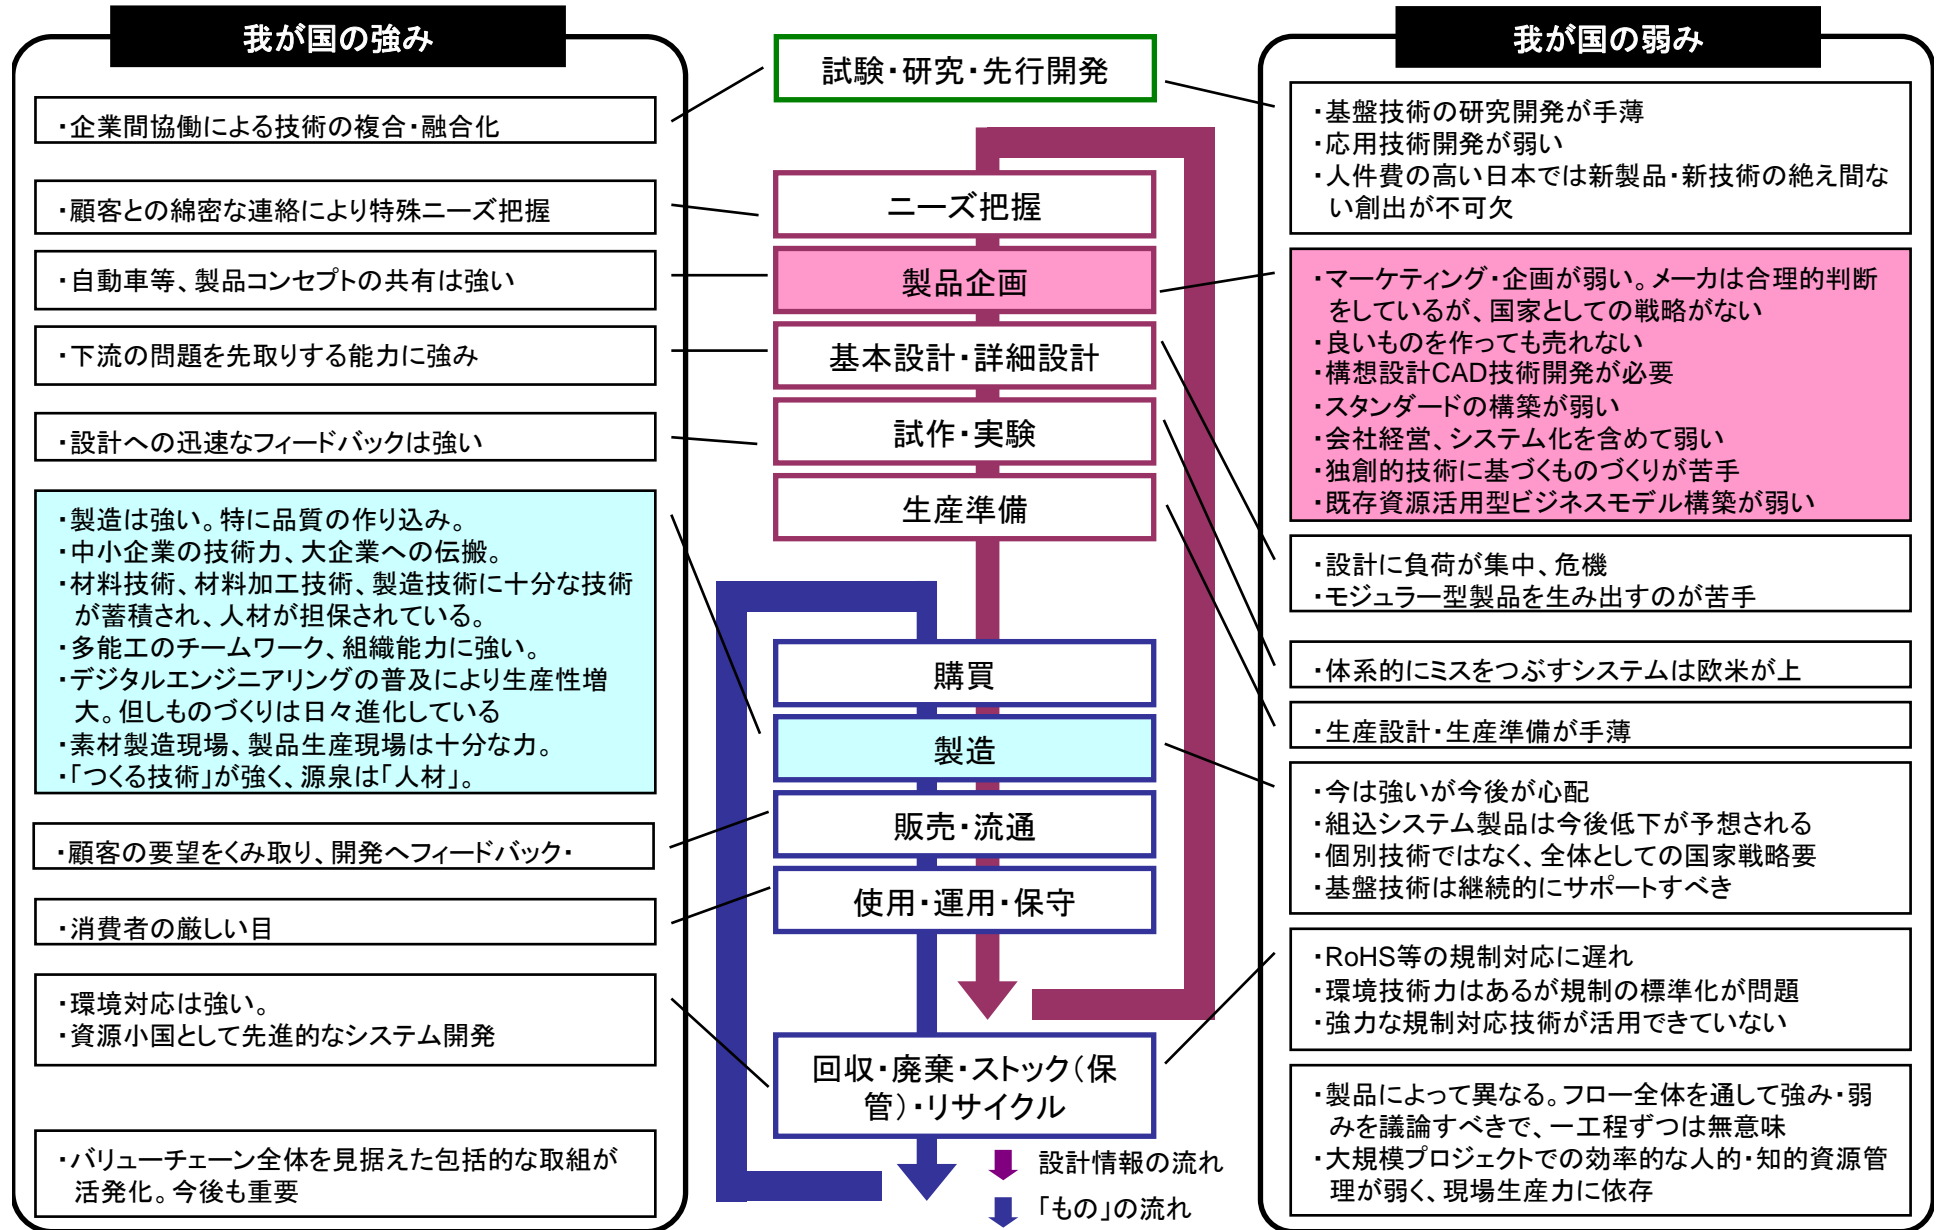 我が国の強み
・企業間協働による技術の複合・融合化
・顧客との綿密な連絡により特殊ニーズ把握
・自動車等、製品コンセプトの共有は強い
・下流の問題を先取りする能力に強み
・設計への迅速なフィードバックは強い
・製造は強い。特に品質の作り込み。
・中小企業の技術力、大企業への伝搬。
・材料技術、材料加工技術、製造技術に十分な技術
が蓄積され、人材が担保されている。
・多能工のチームワーク、組織能力に強い。
・デジタルエンジニアリングの普及により生産性増
大。但しものづくりは日々進化している
・素材製造現場、製品生産現場は十分な力。
・「つくる技術」が強く、源泉は「人材」。
・顧客の要望をくみ取り、開発へフィードバック・
・消費者の厳しい目
・環境対応は強い。
・資源小国として先進的なシステム開発
・バリューチェーン全体を見据えた包括的な取組が
活発化。今後も重要
試験・研究・先行開発
ニーズ把握
製品企画
基本設計・詳細設計
試作・実験
生産準備
購買
製造
販売・流通
使用・運用・保守
回収・廃棄・ストック（保
管）・リサイクル
設計情報の流れ
「もの」の流れ
我が国の弱み
・基盤技術の研究開発が手薄
・応用技術開発が弱い
・人件費の高い日本では新製品・新技術の絶え間な
い創出が不可欠
・マーケティング・企画が弱い。メーカは合理的判断
をしているが、国家としての戦略がない
・良いものを作っても売れない
・構想設計CAD技術開発が必要
・スタンダードの構築が弱い
・会社経営、システム化を含めて弱い
・独創的技術に基づくものづくりが苦手
・既存資源活用型ビジネスモデル構築が弱い
・設計に負荷が集中、危機
・モジュラー型製品を生み出すのが苦手
・体系的にミスをつぶすシステムは欧米が上
・生産設計・生産準備が手薄
・今は強いが今後が心配
・組込システム製品は今後低下が予想される
・個別技術ではなく、全体としての国家戦略要
・基盤技術は継続的にサポートすべき
・RoHS等の規制対応に遅れ
・環境技術力はあるが規制の標準化が問題
・強力な規制対応技術が活用できていない
・製品によって異なる。フロー全体を通して強み・弱
みを議論すべきで、一工程ずつは無意味
・大規模プロジェクトでの効率的な人的・知的資源管
理が弱く、現場生産力に依存